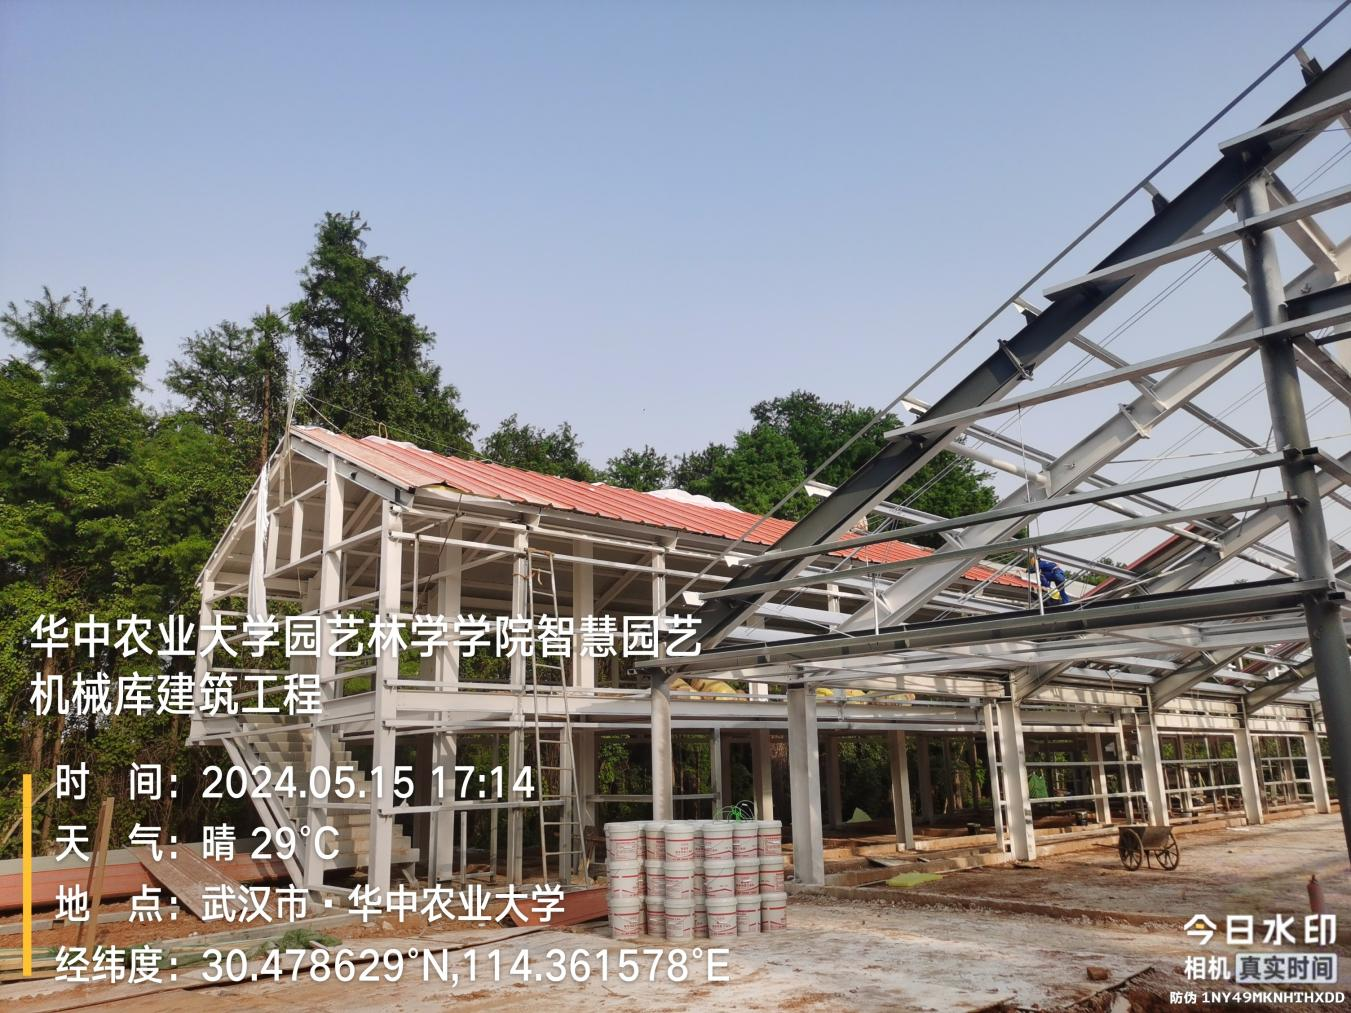 华中农业大学园艺林学学院智慧园艺
机械库建筑工程
时 间：2024.05.15 17:14
天 气：晴 29°C
地 点：武汉市·华中农业大学
经纬度：30.478629°N,114.361578°E
今日水印
相机 真实时间
防伪 1NY49MKNHTHXDD